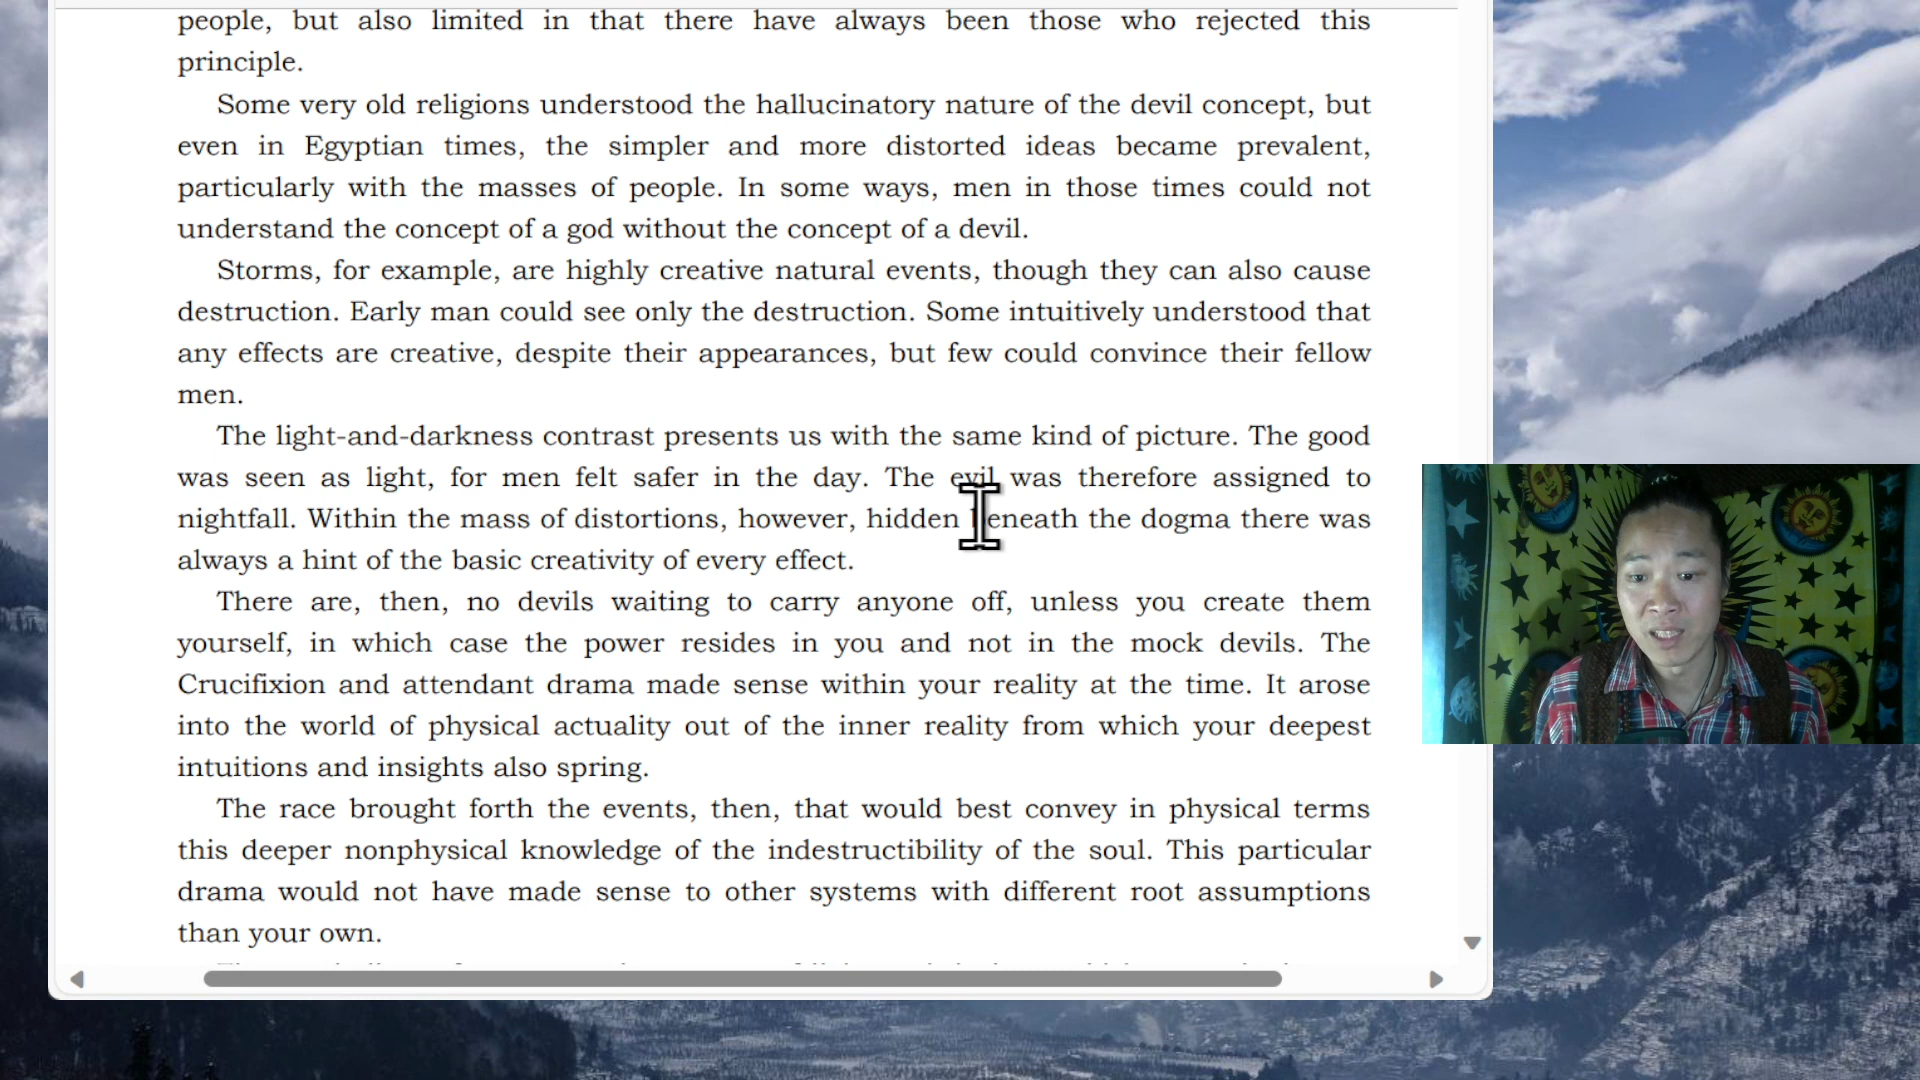 people, but also limited in that there have always been those who rejected this
principle.
Some very old religions understood the hallucinatory nature of the devil concept, but
even in Egyptian times, the simpler and more distorted ideas became prevalent,
particularly with the masses of people. In some ways, men in those times could not
understand the concept of a god without the concept of a devil.
Storms, for example, are highly creative natural events, though they can also cause
destruction. Early man could see only the destruction. Some intuitively understood that
any effects are creative, despite their appearances, but few could convince their fellow
men.
The light-and-darkness contrast presents us with the same kind of picture. The good
was seen as light, for men felt safer in the day. The evil was therefore assigned to
nightfall. Within the mass of distortions, however, hidden beneath the dogma there was
always a hint of the basic creativity of every effect.
There are, then, no devils waiting to carry anyone off, unless you create them
yourself, in which case the power resides in you and not in the mock devils. The
Crucifixion and attendant drama made sense within your reality at the time. It arose
into the world of physical actuality out of the inner reality from which your deepest
intuitions and insights also spring.
The race brought forth the events, then, that would best convey in physical terms
this deeper nonphysical knowledge of the indestructibility of the soul. This particular
drama would not have made sense to other systems with different root assumptions
than your own.